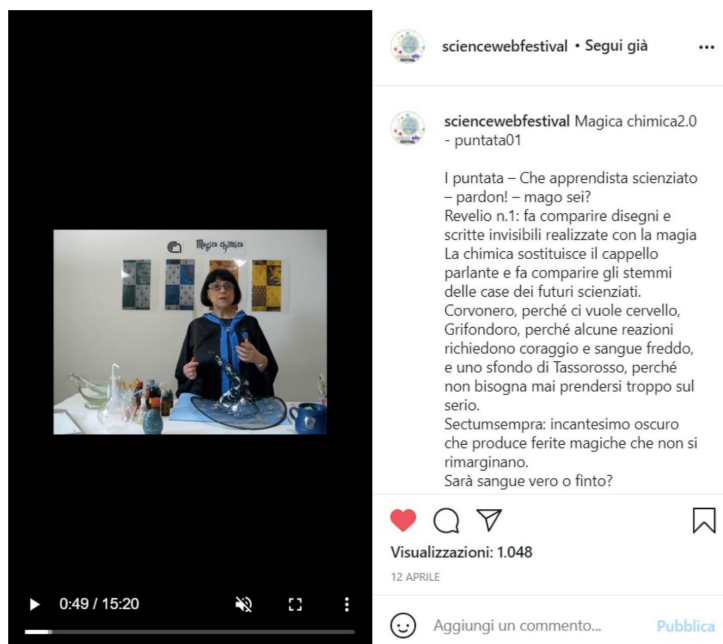 Magica chimica
0:49 / 15:20
sciencewebfestival • Segui già
sciencewebfestival Magica chimica2.0
- puntata01
I puntata – Che apprendista scienziato
– pardon! – mago sei?
Revelio n.1: fa comparire disegni e
scritte invisibili realizzate con la magia
La chimica sostituisce il cappello
parlante e fa comparire gli stemmi
delle case dei futuri scienziati.
Corvonero, perché ci vuole cervello,
Grifondoro, perché alcune reazioni
richiedono coraggio e sangue freddo,
e uno sfondo di Tassorosso, perché
non bisogna mai prendersi troppo sul
serio.
Sectumsempra: incantesimo oscuro
che produce ferite magiche che non si
rimarginano.
Sarà sangue vero o finto?
Visualizzazioni: 1.048
12 APRILE
Aggiungi un commento... Pubblica